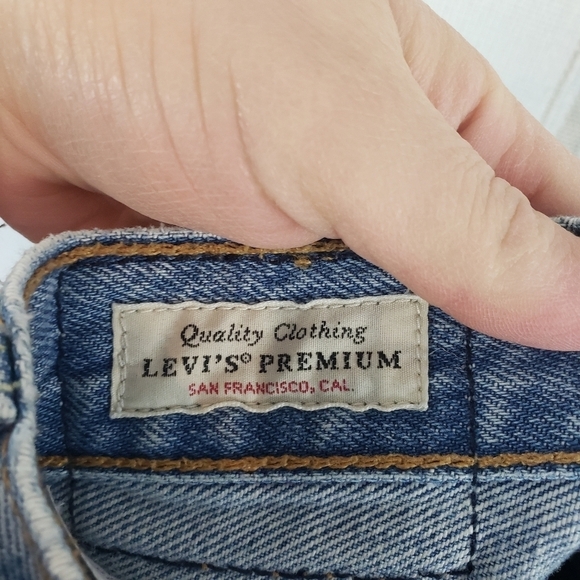 Quality Clothing
LEVI'S® PREMIUM
SAN FRANCISCO, CAL.